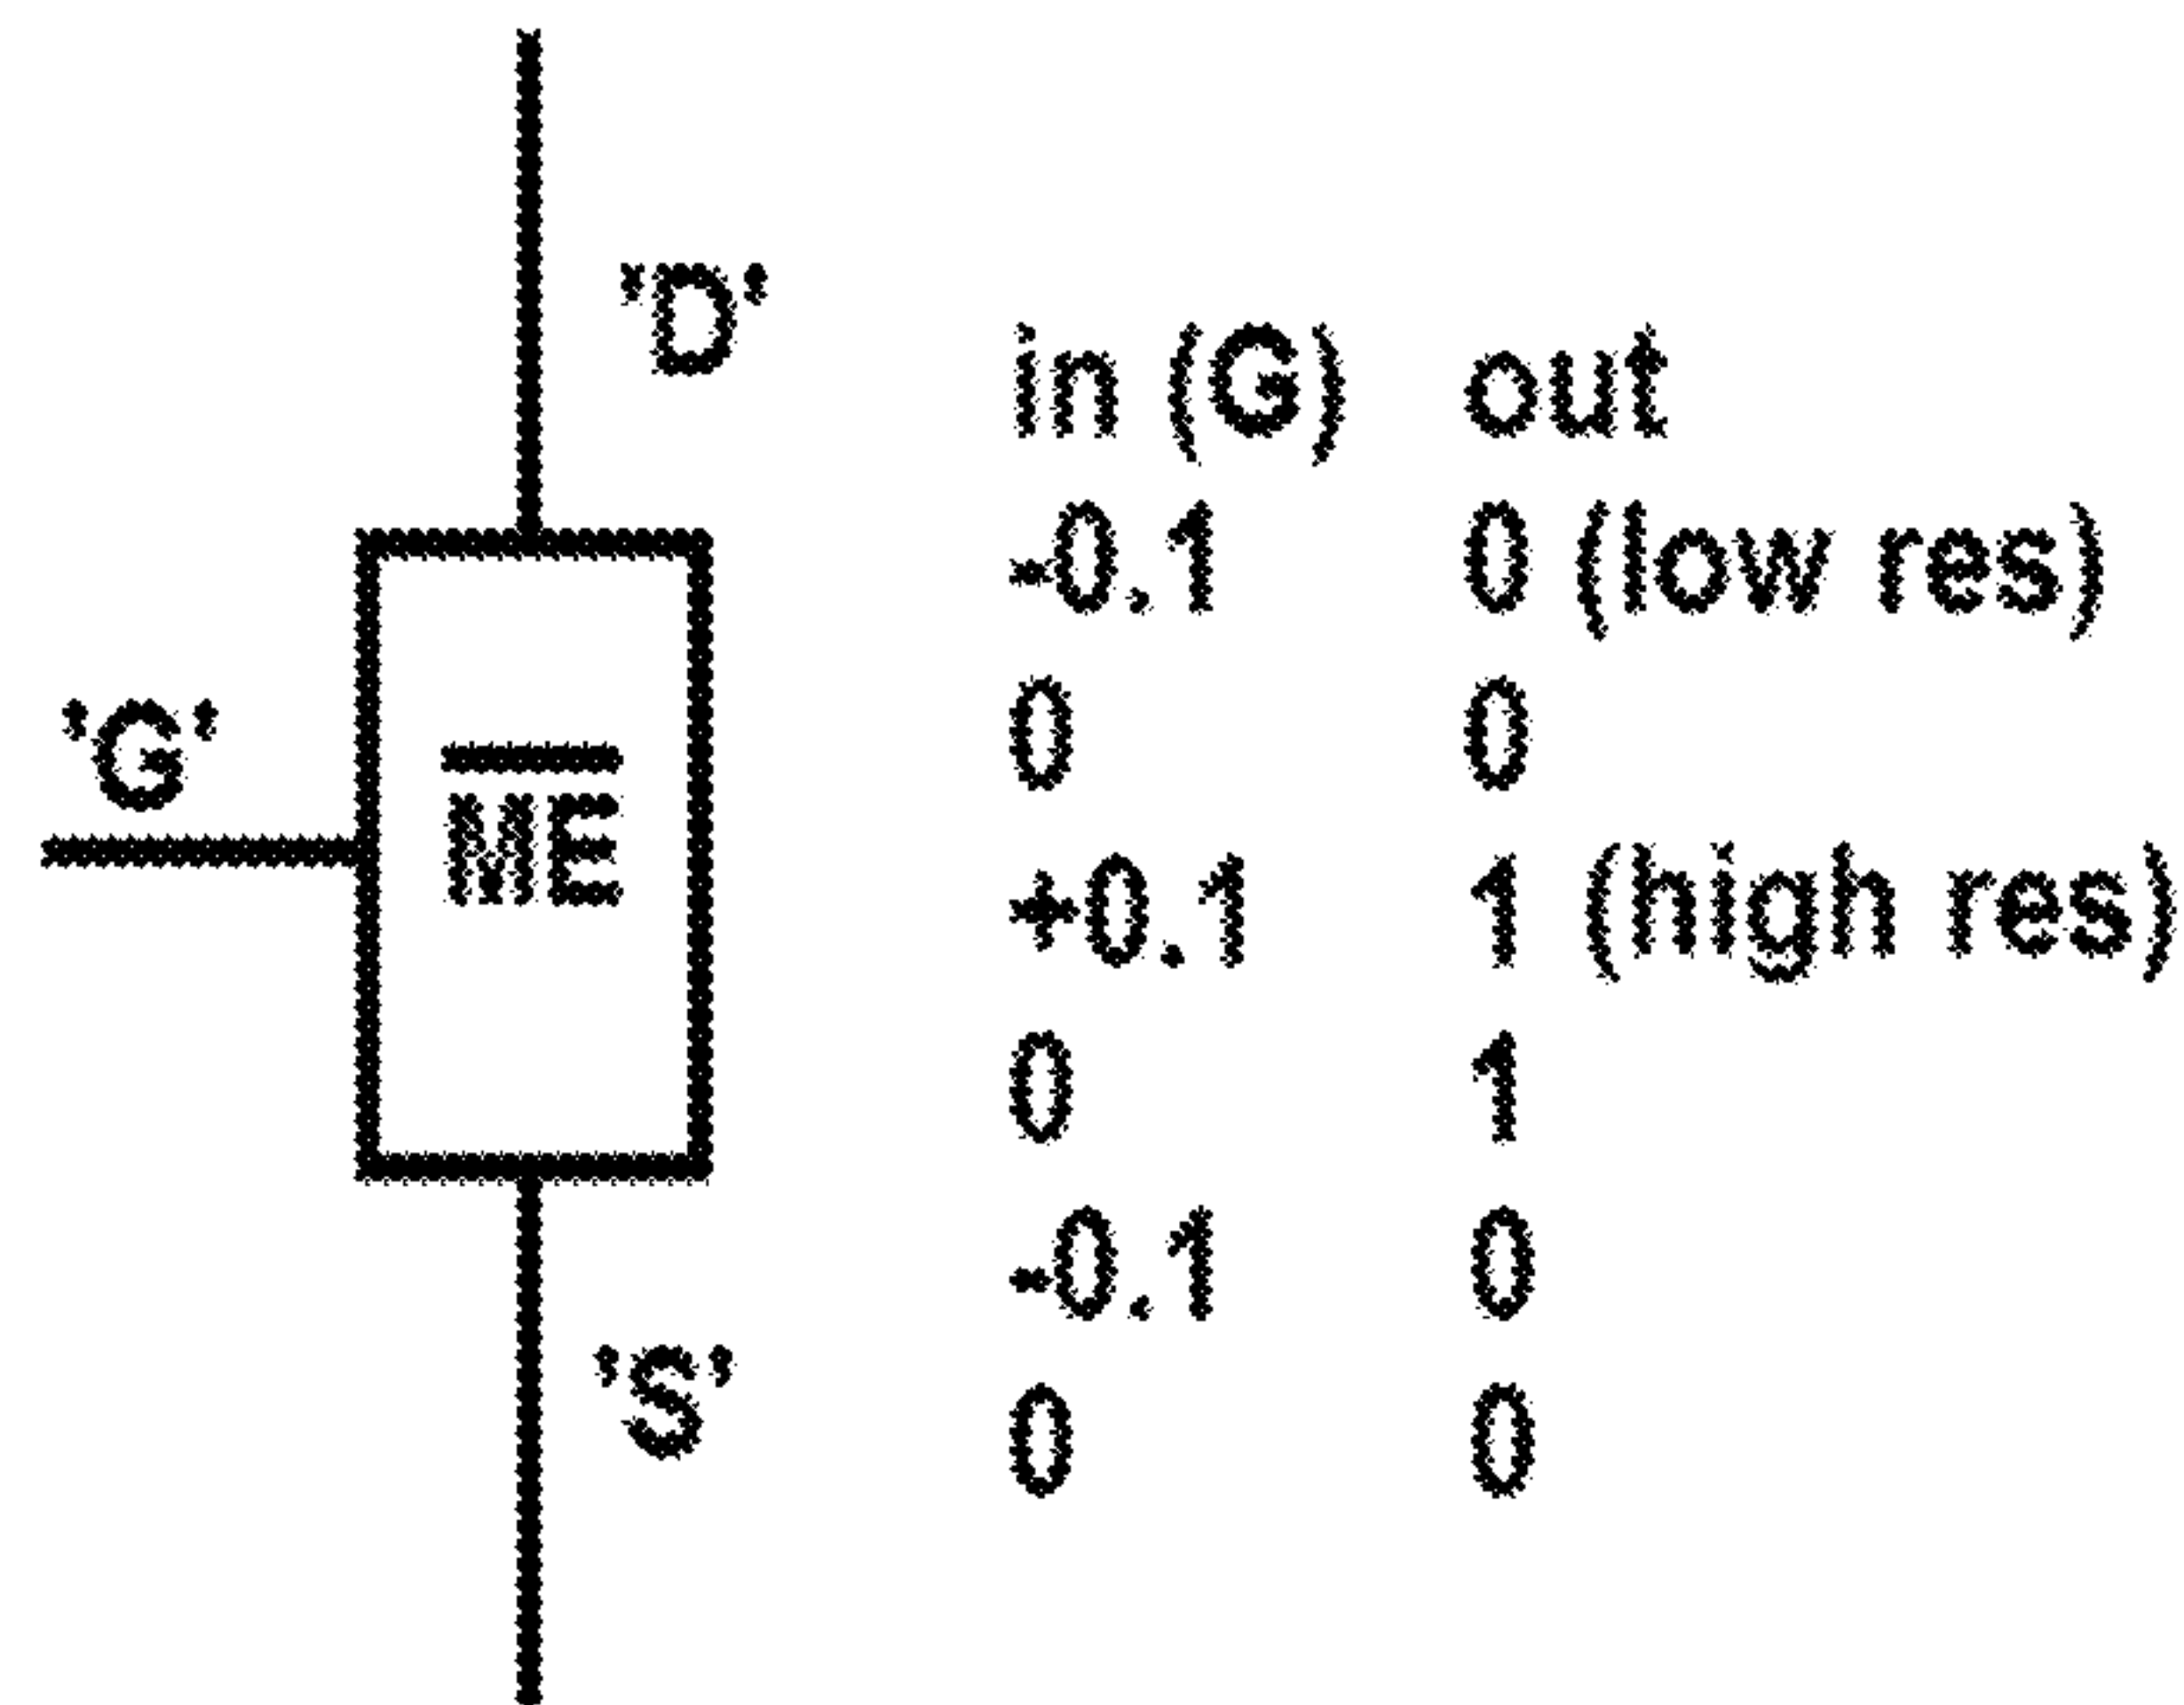 'D'
in (G) out
-0.1 0 (low res)
0 0
'G'
M̅E̅
+0.1 1 (high res)
0 1
-0.1 0
'S'
0 0